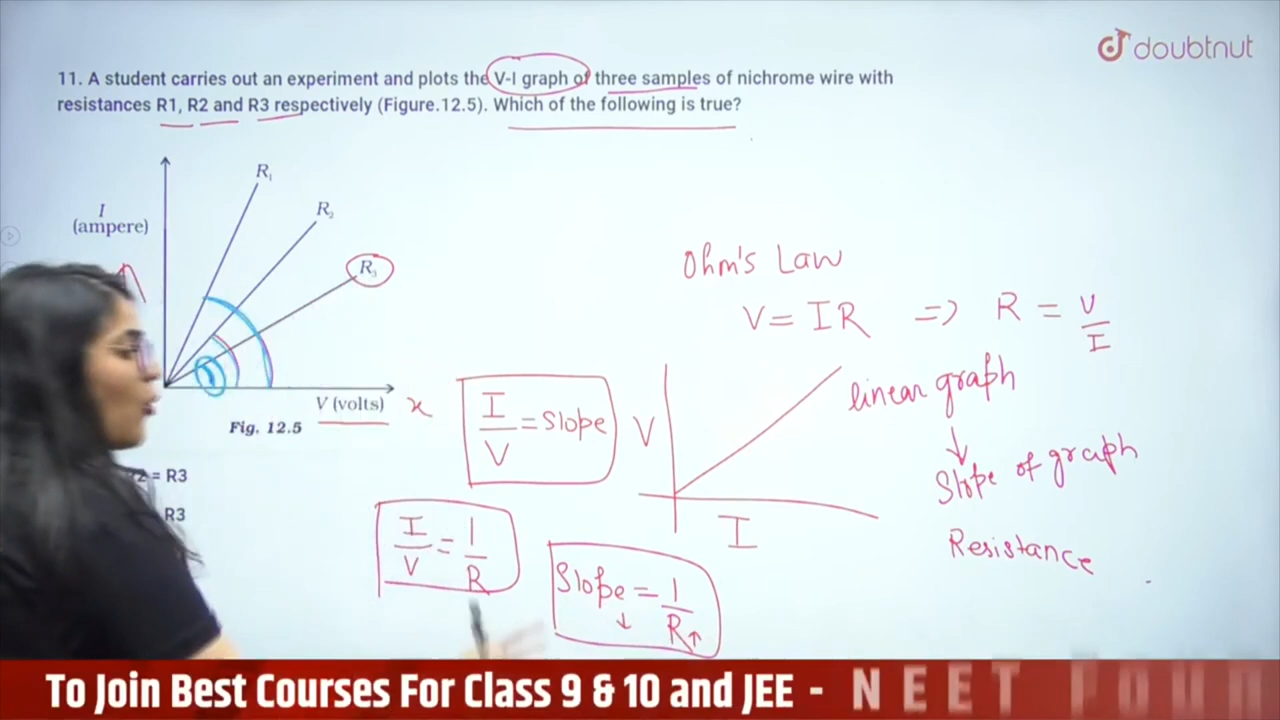 doubtnut
11. A student carries out an experiment and plots the V-I graph of three samples of nichrome wire with
resistances R1, R2 and R3 respectively (Figure.12.5). Which of the following is true?
R₁
R₂
R₃
I
(ampere)
V (volts)
x
Fig. 12.5
= R3
R3
Ohm's Law
V = IR => R = V/I
linear graph
↓
Slope of graph
Resistance
V
I
I/V = Slope
I/V = 1/R
Slope ↓ = 1/R ↑
To Join Best Courses For Class 9 & 10 and JEE - NEET